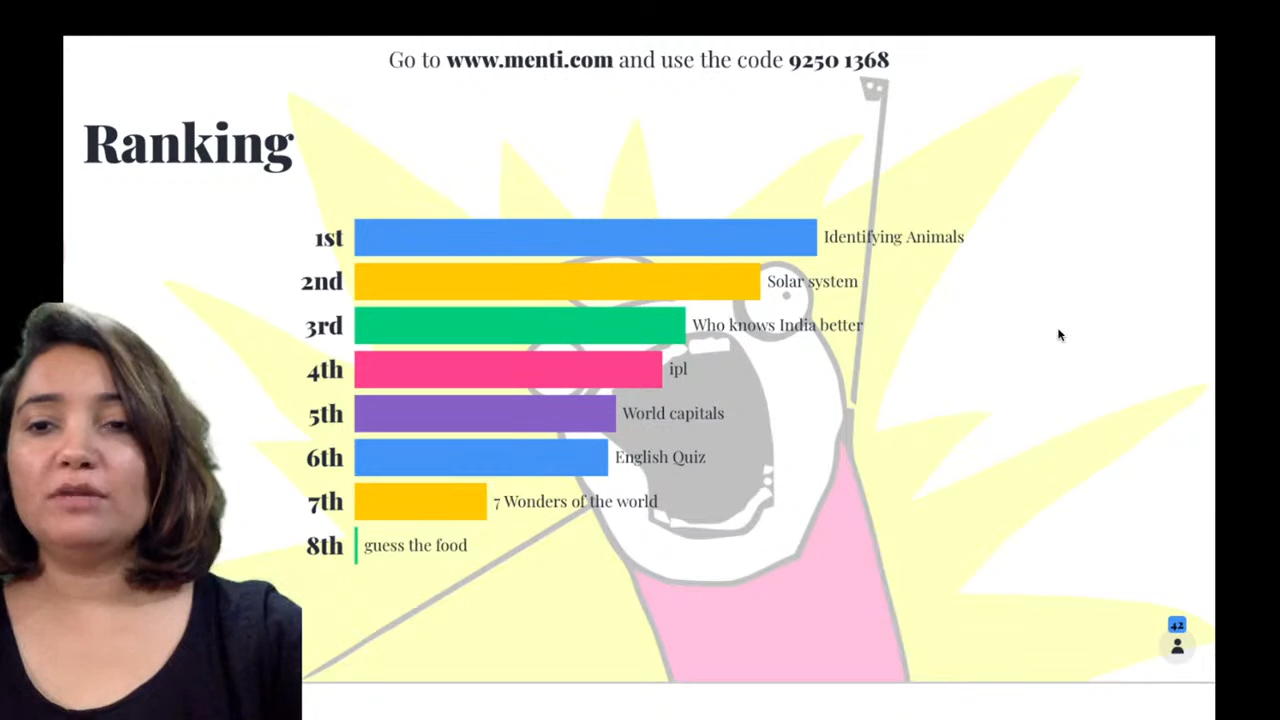 Go to www.menti.com and use the code 9250 1368
Ranking
1st Identifying Animals
2nd Solar system
3rd Who knows India better
4th ipl
5th World capitals
6th English Quiz
7th 7 Wonders of the world
8th guess the food
42